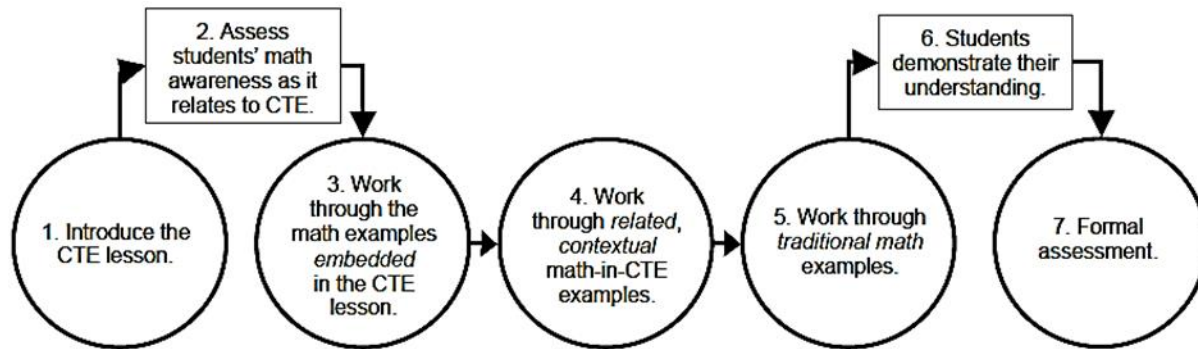 1. Introduce the
CTE lesson.
2. Assess
students' math
awareness as it
relates to CTE.
3. Work
through the
math examples
embedded
in the CTE
lesson.
4. Work
through related,
contextual
math-in-CTE
examples.
5. Work through
traditional math
examples.
6. Students
demonstrate their
understanding.
7. Formal
assessment.